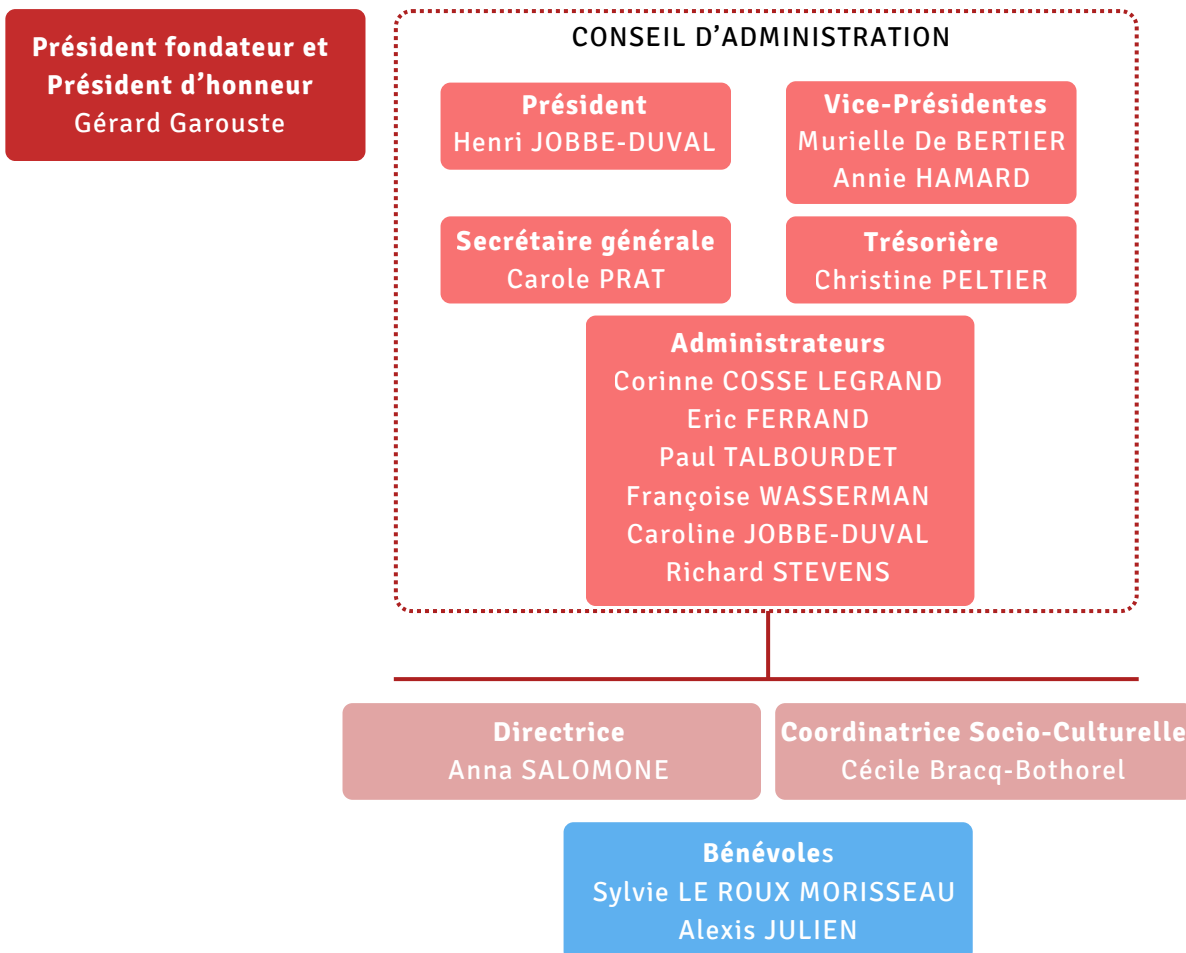 Président fondateur et
Président d’honneur
Gérard Garouste
CONSEIL D’ADMINISTRATION
Président
Henri JOBBE-DUVAL
Vice-Présidentes
Murielle De BERTIER
Annie HAMARD
Secrétaire générale
Carole PRAT
Trésorière
Christine PELTIER
Administrateurs
Corinne COSSE LEGRAND
Eric FERRAND
Paul TALBOURDET
Françoise WASSERMAN
Caroline JOBBE-DUVAL
Richard STEVENS
Directrice
Anna SALOMONE
Coordinatrice Socio-Culturelle
Cécile Bracq-Bothorel
Bénévoles
Sylvie LE ROUX MORISSEAU
Alexis JULIEN